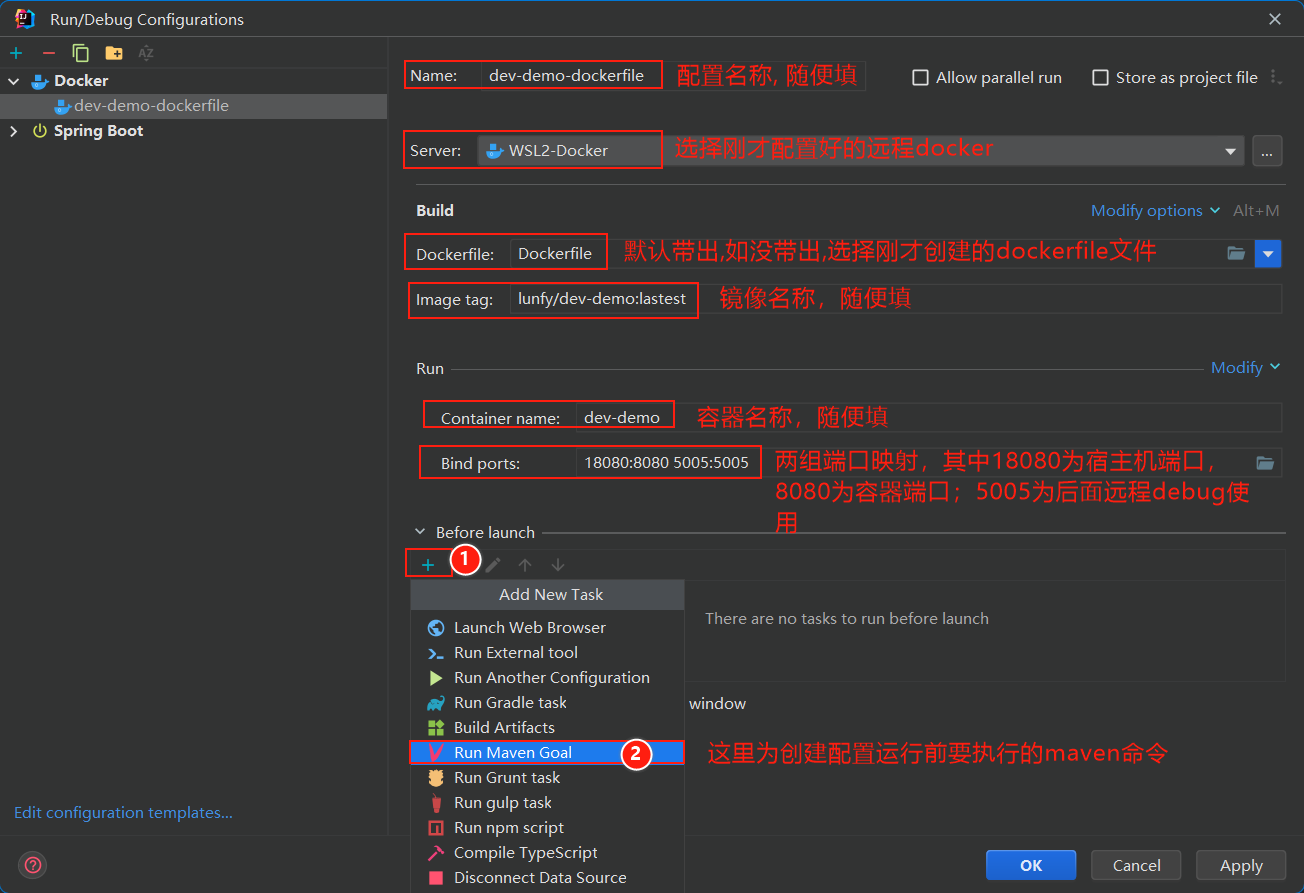 Run/Debug Configurations
Docker
dev-demo-dockerfile
Spring Boot
Edit configuration templates...
Name: dev-demo-dockerfile 配置名称, 随便填
Allow parallel run
Store as project file
Server: WSL2-Docker 选择刚才配置好的远程docker
...
Build
Modify options Alt+M
Dockerfile: Dockerfile 默认带出,如没带出,选择刚才创建的dockerfile文件
Image tag: lunfy/dev-demo:lastest 镜像名称，随便填
Run
Modify
Container name: dev-demo 容器名称，随便填
Bind ports: 18080:8080 5005:5005 两组端口映射，其中18080为宿主机端口，
8080为容器端口；5005为后面远程debug使
用
Before launch
1
Add New Task
There are no tasks to run before launch
Launch Web Browser
Run External tool
Run Another Configuration
Run Gradle task
window
Build Artifacts
Run Maven Goal 2 这里为创建配置运行前要执行的maven命令
Run Grunt task
Run gulp task
Run npm script
Compile TypeScript
Disconnect Data Source
?
OK
Cancel
Apply